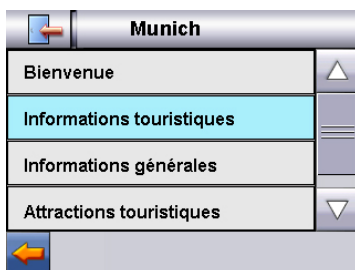 Munich
Bienvenue
Informations touristiques
Informations générales
Attractions touristiques